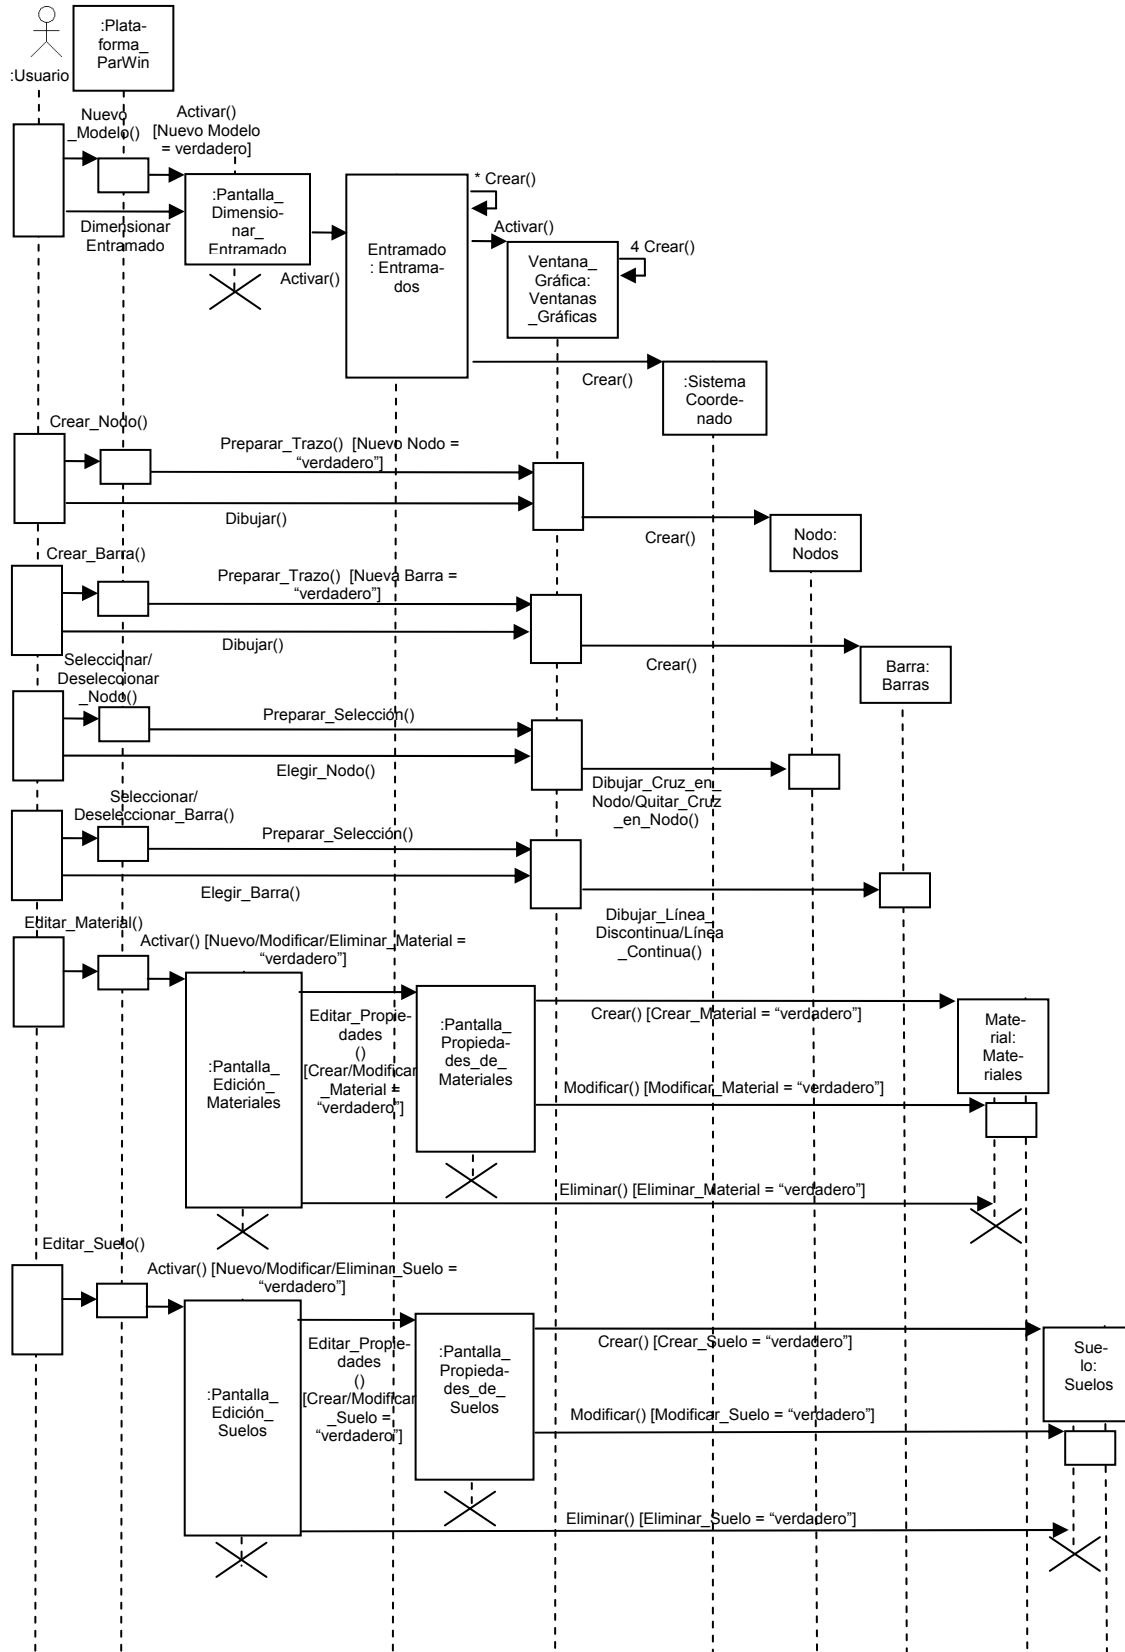 :Plata-
forma_
ParWin
:Usuario
Nuevo
_Modelo()
Activar()
[Nuevo Modelo
= verdadero]
:Pantalla_
Dimensio-
nar_
Entramado
Dimensionar
Entramado
Activar()
Entramado
: Entrama-
dos
* Crear()
Activar()
Ventana_
Gráfica:
Ventanas
_Gráficas
4 Crear()
Crear()
:Sistema
Coorde-
nado
Crear_Nodo()
Preparar_Trazo()  [Nuevo Nodo =
“verdadero”]
Dibujar()
Crear()
Nodo:
Nodos
Crear_Barra()
Preparar_Trazo()  [Nueva Barra =
“verdadero”]
Dibujar()
Crear()
Barra:
Barras
Seleccionar/
Deseleccionar
_Nodo()
Preparar_Selección()
Elegir_Nodo()
Dibujar_Cruz_en_
Nodo/Quitar_Cruz
_en_Nodo()
Seleccionar/
Deseleccionar_Barra()
Preparar_Selección()
Elegir_Barra()
Dibujar_Línea_
Discontinua/Línea
_Continua()
Editar_Material()
Activar() [Nuevo/Modificar/Eliminar_Material =
“verdadero”]
:Pantalla_
Edición_
Materiales
Editar_Propie-
dades
()
[Crear/Modificar
_Material =
“verdadero”]
:Pantalla_
Propieda-
des_de_
Materiales
Crear() [Crear_Material = “verdadero”]
Mate-
rial:
Mate-
riales
Modificar() [Modificar_Material = “verdadero”]
Eliminar() [Eliminar_Material = “verdadero”]
Editar_Suelo()
Activar() [Nuevo/Modificar/Eliminar_Suelo =
“verdadero”]
:Pantalla_
Edición_
Suelos
Editar_Propie-
dades
()
[Crear/Modificar
_Suelo =
“verdadero”]
:Pantalla_
Propieda-
des_de_
Suelos
Crear() [Crear_Suelo = “verdadero”]
Sue-
lo:
Suelos
Modificar() [Modificar_Suelo = “verdadero”]
Eliminar() [Eliminar_Suelo = “verdadero”]